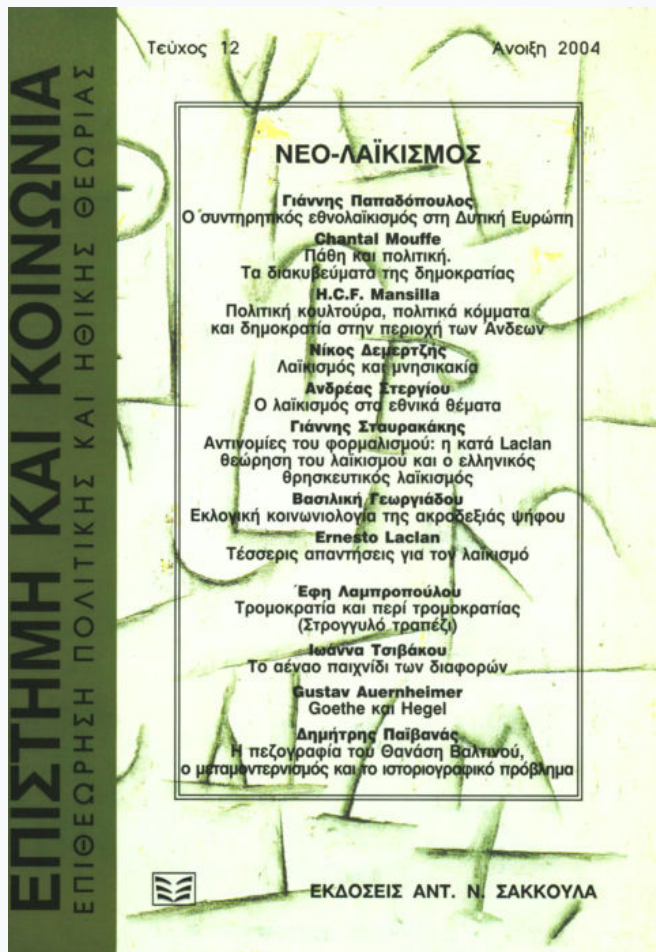 ΕΠΙΣΤΗΜΗ ΚΑΙ ΚΟΙΝΩΝΙΑ
ΕΠΙΘΕΩΡΗΣΗ ΠΟΛΙΤΙΚΗΣ ΚΑΙ ΗΘΙΚΗΣ ΘΕΩΡΙΑΣ
Τεύχος 12
Άνοιξη 2004
ΝΕΟ-ΛΑΪΚΙΣΜΟΣ
Γιάννης Παπαδόπουλος
Ο συντηρητικός εθνολαϊκισμός στη Δυτική Ευρώπη
Chantal Mouffe
Πάθη και πολιτική.
Τα διακυβεύματα της δημοκρατίας
H.C.F. Mansilla
Πολιτική κουλτούρα, πολιτικά κόμματα
και δημοκρατία στην περιοχή των Άνδεων
Νίκος Δεμερτζής
Λαϊκισμός και μνησικακία
Ανδρέας Στεργίου
Ο λαϊκισμός στα εθνικά θέματα
Γιάννης Σταυρακάκης
Αντινομίες του φορμαλισμού: η κατά Laclan
θεώρηση του λαϊκισμού και ο ελληνικός
θρησκευτικός λαϊκισμός
Βασιλική Γεωργιάδου
Εκλογική κοινωνιολογία της ακροδεξιάς ψήφου
Ernesto Laclan
Τέσσερις απαντήσεις για τον λαϊκισμό
Έφη Λαμπροπούλου
Τρομοκρατία και περί τρομοκρατίας
(Στρογγυλό τραπέζι)
Ιωάννα Τσιβάκου
Το αέναο παιχνίδι των διαφορών
Gustav Auernheimer
Goethe και Hegel
Δημήτρης Παϊβανάς
Η πεζογραφία του Θανάση Βαλτινού,
ο μεταμοντερνισμός και το ιστοριογραφικό πρόβλημα
ΕΚΔΟΣΕΙΣ ΑΝΤ. Ν. ΣΑΚΚΟΥΛΑ